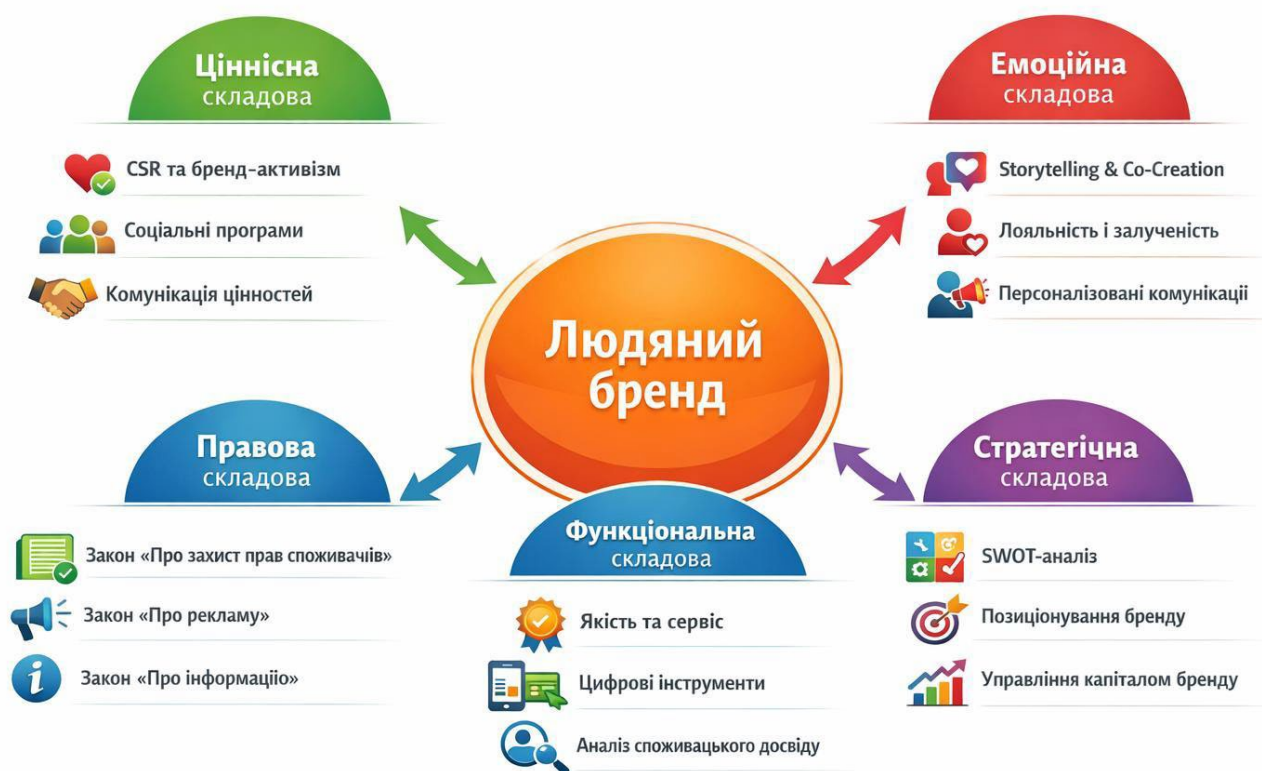 Ціннісна
складова
CSR та бренд-активізм
Соціальні програми
Комунікація цінностей
Емоційна
складова
Storytelling & Co-Creation
Лояльність і залученість
Персоналізовані комунікаціі
Людяний
бренд
Правова
складова
Закон «Про захист прав споживачів»
Закон «Про рекламу»
Закон «Про інформаціїо»
Функціональна
складова
Якість та сервіс
Цифрові інструменти
Аналіз споживацького досвіду
Стратегічна
складова
SWOT-аналіз
Позиціонування бренду
Управління капіталом бренду